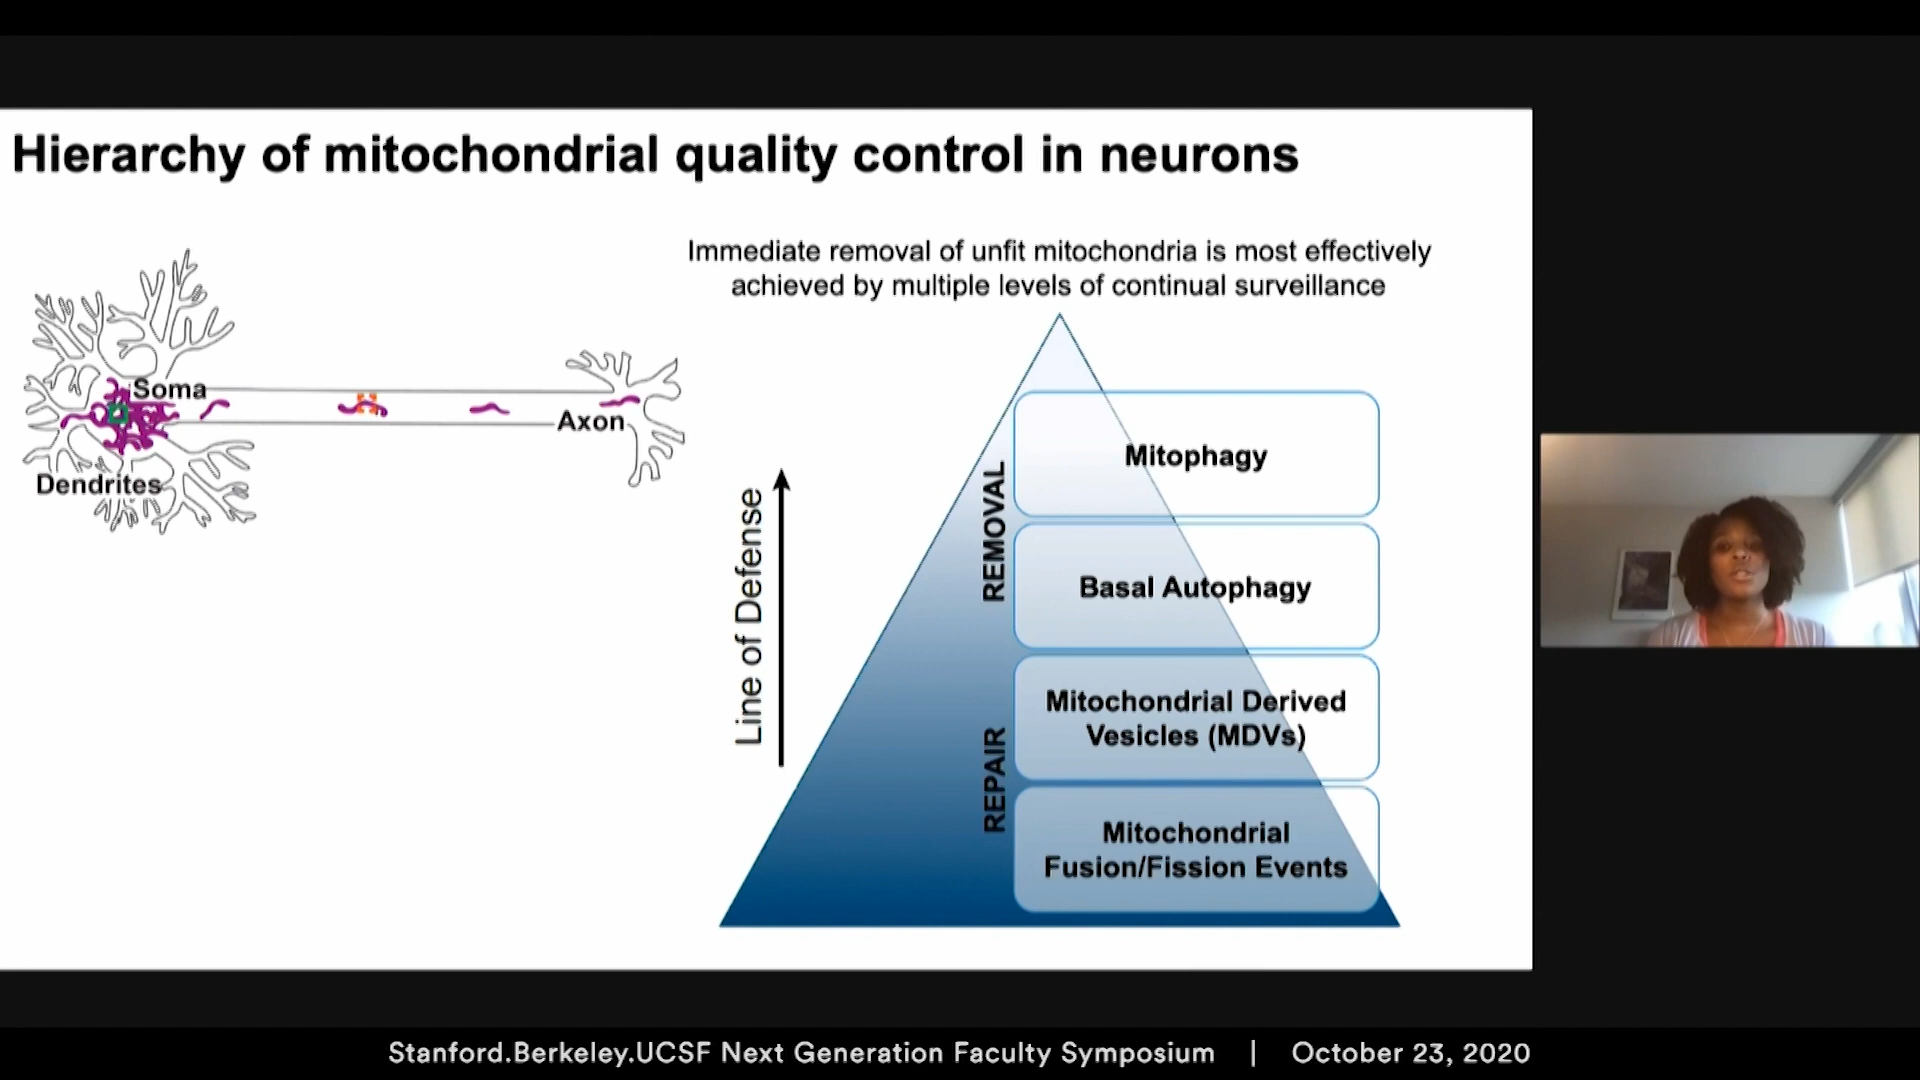 Hierarchy of mitochondrial quality control in neurons
Immediate removal of unfit mitochondria is most effectively
achieved by multiple levels of continual surveillance
Soma
Axon
Dendrites
Line of Defense
REMOVAL
REPAIR
Mitophagy
Basal Autophagy
Mitochondrial Derived
Vesicles (MDVs)
Mitochondrial
Fusion/Fission Events
Stanford.Berkeley.UCSF Next Generation Faculty Symposium | October 23, 2020